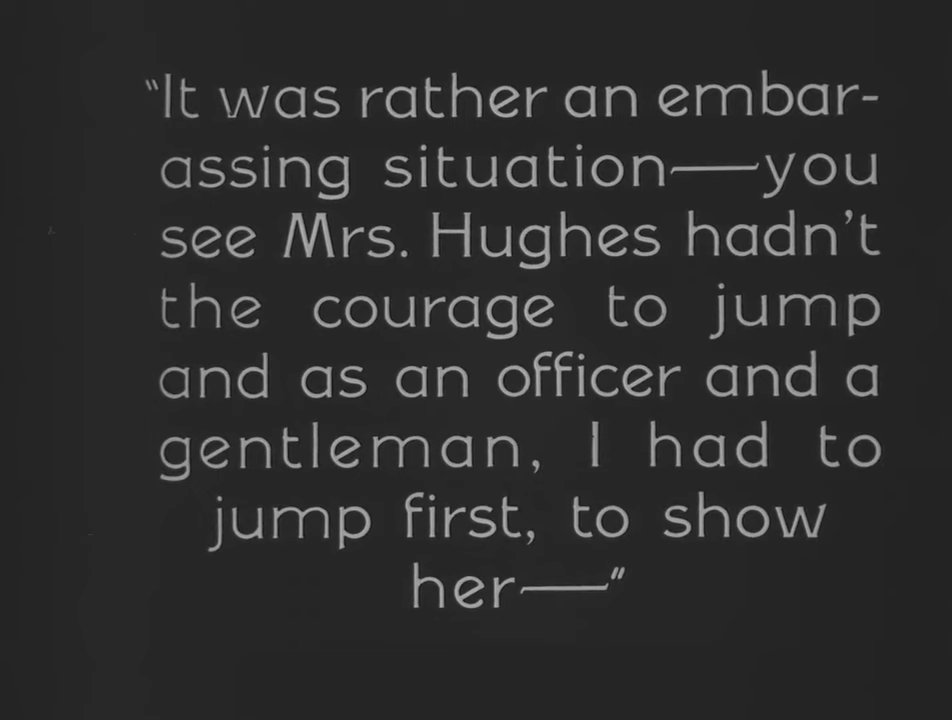 "It was rather an embar-
assing situation—you
see Mrs. Hughes hadn't
the courage to jump
and as an officer and a
gentleman, I had to
jump first, to show
her—"